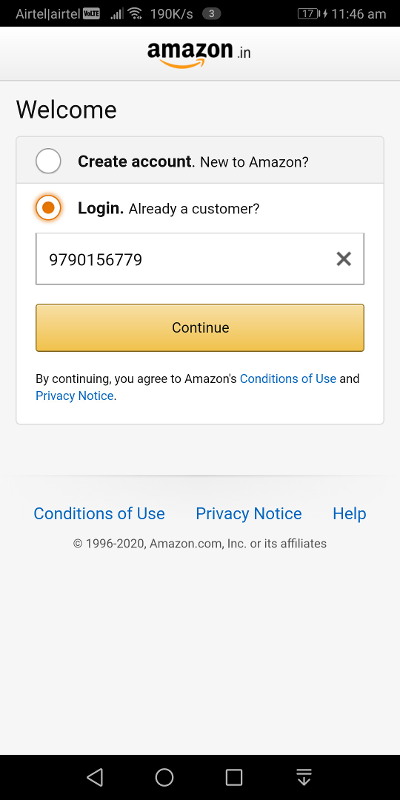 Airtel|airtel VoLTE 190K/s 3 17 11:46 am
amazon.in
Welcome
Create account. New to Amazon?
Login. Already a customer?
9790156779
Continue
By continuing, you agree to Amazon's Conditions of Use and
Privacy Notice.
Conditions of Use Privacy Notice Help
© 1996-2020, Amazon.com, Inc. or its affiliates